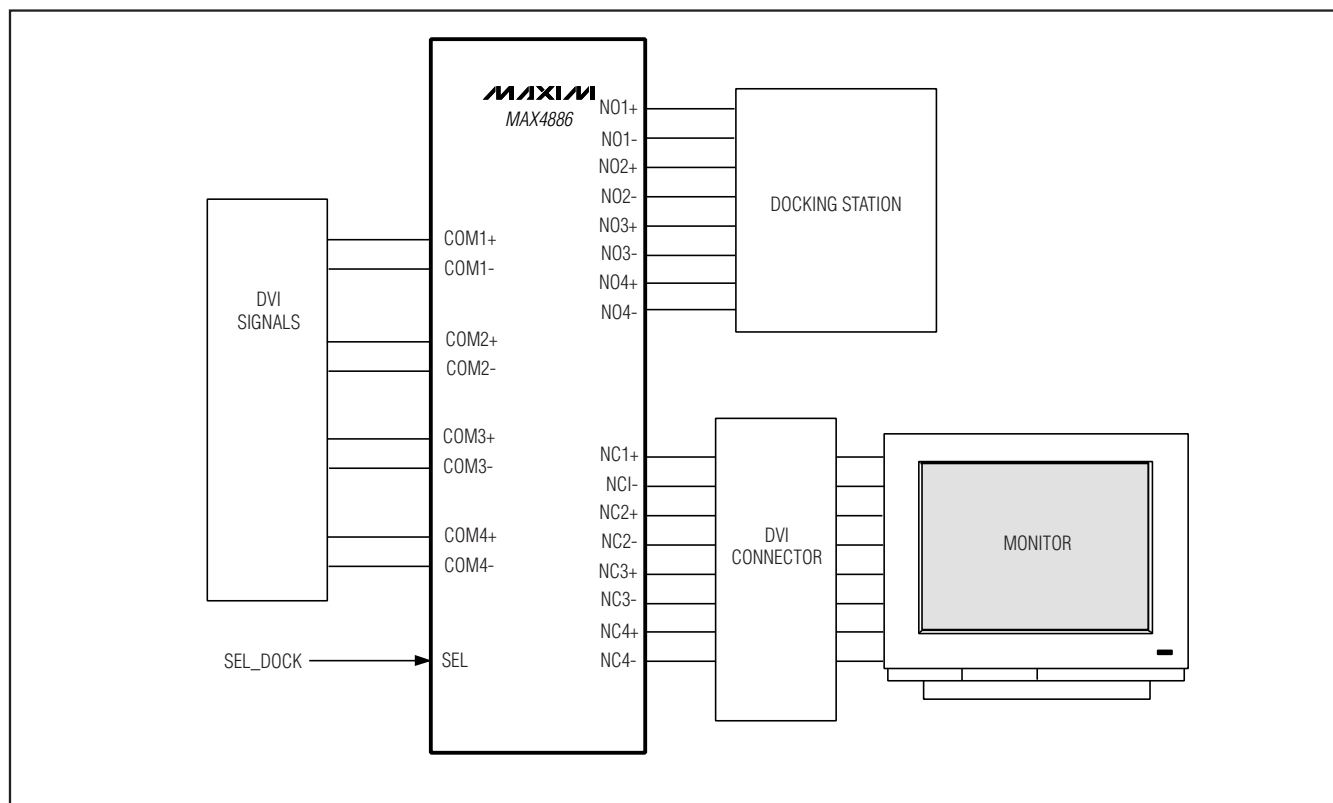 MAXIM
MAX4886
NO1+
NO1-
NO2+
NO2-
NO3+
NO3-
NO4+
NO4-
DOCKING STATION
DVI
SIGNALS
COM1+
COM1-
COM2+
COM2-
COM3+
COM3-
COM4+
COM4-
SEL_DOCK
SEL
NC1+
NCI-
NC2+
NC2-
NC3+
NC3-
NC4+
NC4-
DVI
CONNECTOR
MONITOR